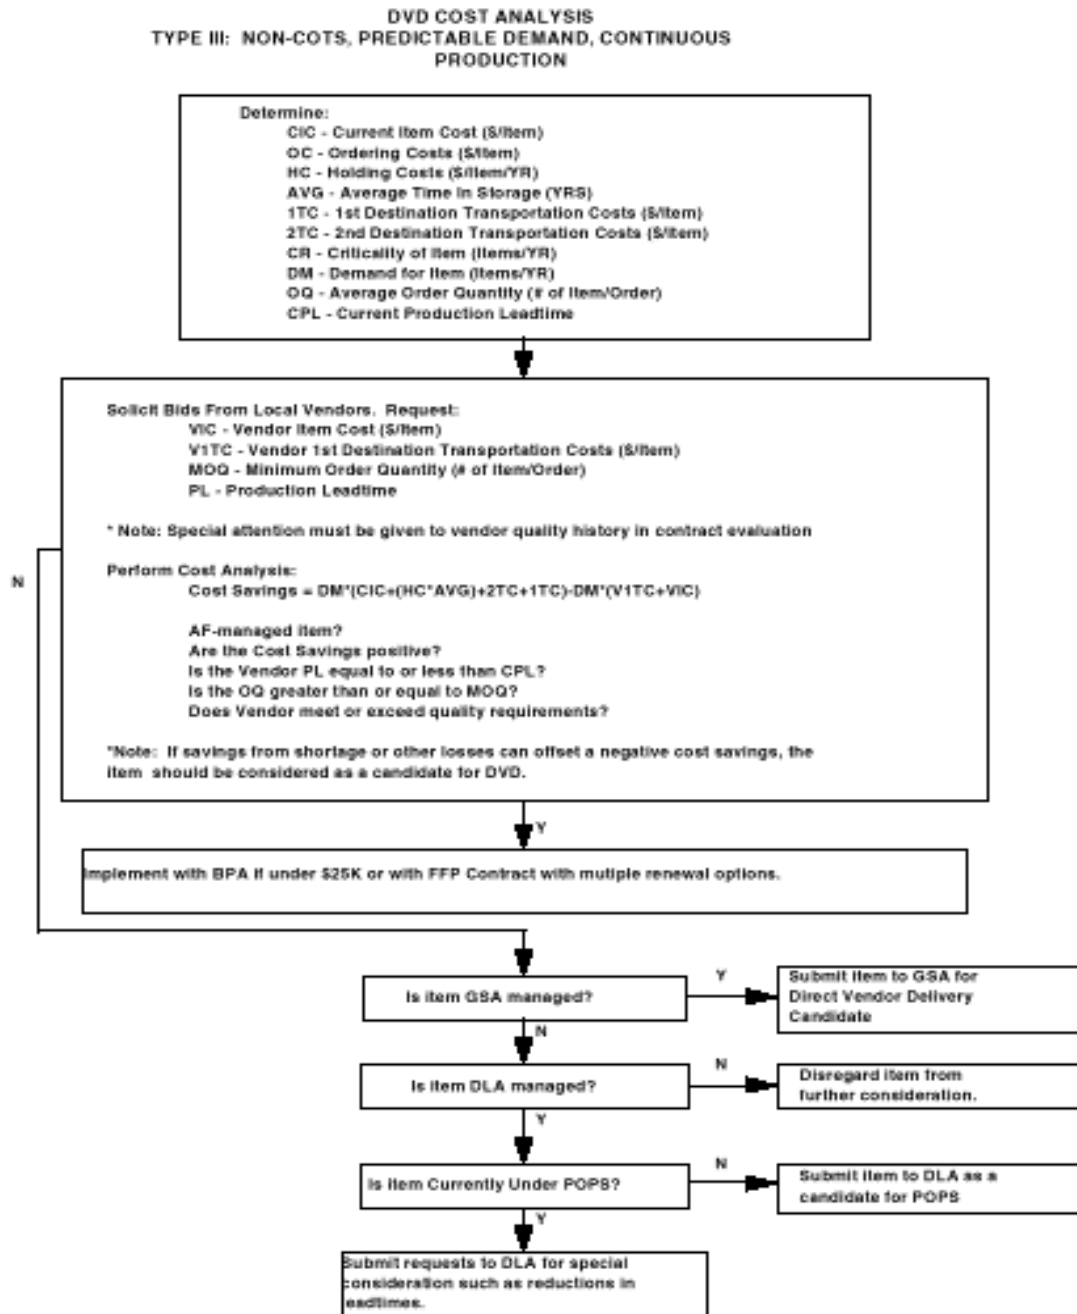 DVD COST ANALYSIS
TYPE III: NON-COTS, PREDICTABLE DEMAND, CONTINUOUS
PRODUCTION
Determine:
CIC - Current Item Cost ($/Item)
OC - Ordering Costs ($/Item)
HC - Holding Costs ($/Item/YR)
AVG - Average Time In Storage (YRS)
1TC - 1st Destination Transportation Costs ($/Item)
2TC - 2nd Destination Transportation Costs ($/Item)
CR - Criticality of Item (Items/YR)
DM - Demand for Item (Items/YR)
OQ - Average Order Quantity (# of Item/Order)
CPL - Current Production Leadtime
Solicit Bids From Local Vendors. Request:
VIC - Vendor Item Cost ($/Item)
V1TC - Vendor 1st Destination Transportation Costs ($/Item)
MOQ - Minimum Order Quantity (# of Item/Order)
PL - Production Leadtime
* Note: Special attention must be given to vendor quality history in contract evaluation
N
Perform Cost Analysis:
Cost Savings = DM*(CIC+(HC*AVG)+2TC+1TC)-DM*(V1TC+VIC)
AF-managed item?
Are the Cost Savings positive?
Is the Vendor PL equal to or less than CPL?
Is the OQ greater than or equal to MOQ?
Does Vendor meet or exceed quality requirements?
*Note: If savings from shortage or other losses can offset a negative cost savings, the
item should be considered as a candidate for DVD.
Y
Implement with BPA if under $25K or with FFP Contract with mutiple renewal options.
Is item GSA managed?
Y
Submit item to GSA for
Direct Vendor Delivery
Candidate
N
Is item DLA managed?
N
Disregard item from
further consideration.
Y
Is item Currently Under POPS?
N
Submit item to DLA as a
candidate for POPS
Y
Submit requests to DLA for special
consideration such as reductions in
leadtimes.